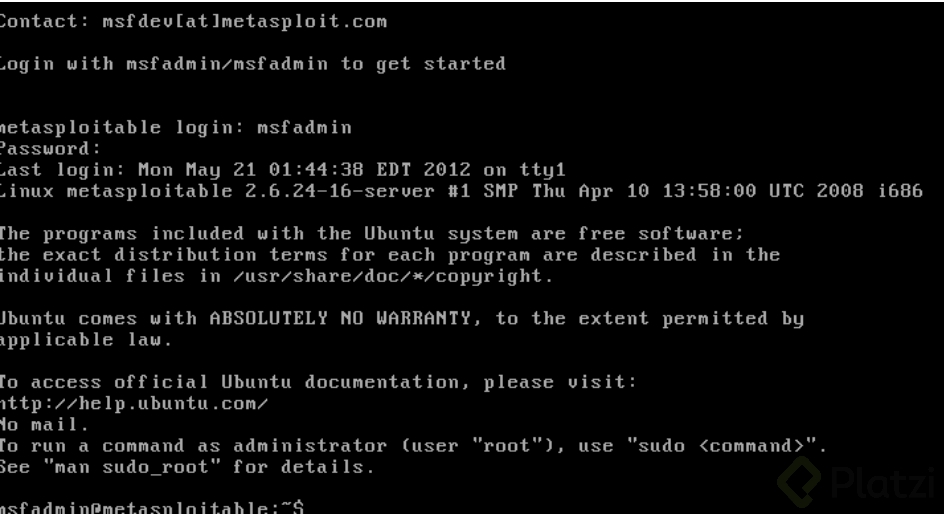 Contact: msfdev[at]metasploit.com
Login with msfadmin/msfadmin to get started
metasploitable login: msfadmin
Password:
Last login: Mon May 21 01:44:38 EDT 2012 on tty1
Linux metasploitable 2.6.24-16-server #1 SMP Thu Apr 10 13:58:00 UTC 2008 i686
The programs included with the Ubuntu system are free software;
the exact distribution terms for each program are described in the
individual files in /usr/share/doc/*/copyright.
Ubuntu comes with ABSOLUTELY NO WARRANTY, to the extent permitted by
applicable law.
To access official Ubuntu documentation, please visit:
http://help.ubuntu.com/
No mail.
To run a command as administrator (user "root"), use "sudo <command>".
See "man sudo_root" for details.
msfadmin@metasploitable:~$
Platzi